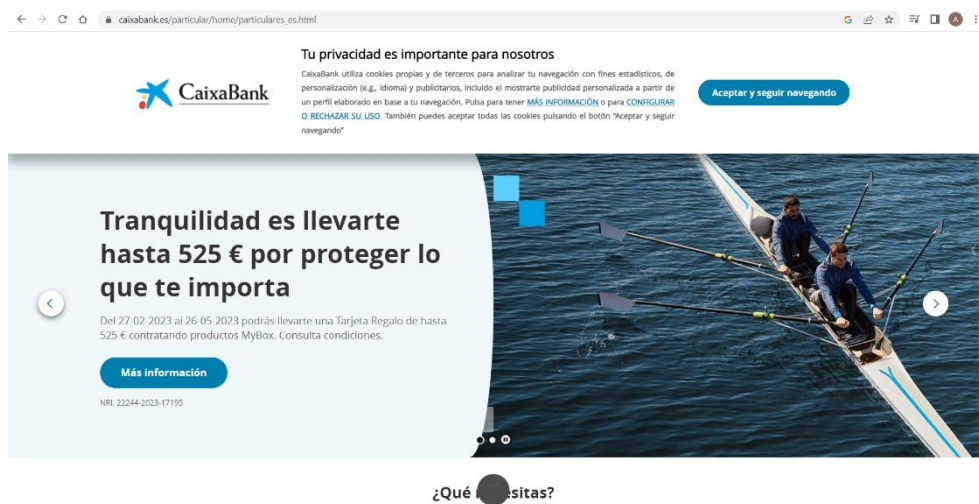 caixabank.es/particular/home/particulares_es.html
Tu privacidad es importante para nosotros
CaixaBank utiliza cookies propias y de terceros para analizar tu navegación con fines estadísticos, de
personalización (e.g., idioma) y publicitarios, incluido el mostrarte publicidad personalizada a partir de
un perfil elaborado en base a tu navegación. Pulsa para tener MÁS INFORMACIÓN o para CONFIGURAR
O RECHAZAR SU USO. También puedes aceptar todas las cookies pulsando el botón "Aceptar y seguir
navegando"
CaixaBank
Aceptar y seguir navegando
Tranquilidad es llevarte
hasta 525 € por proteger lo
que te importa
Del 27-02-2023 al 26-05-2023 podrás llevarte una Tarjeta Regalo de hasta
525 € contratando productos MyBox. Consulta condiciones.
Más información
NRI: 22244-2023-17195
¿Qué esitas?